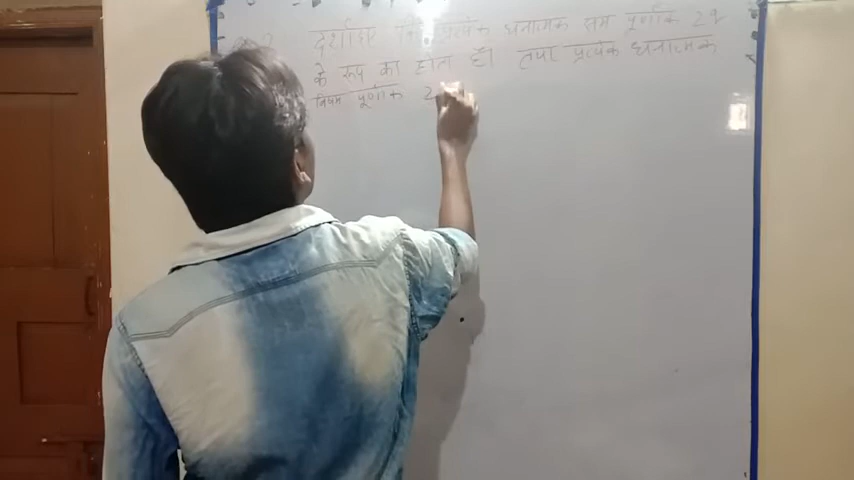 दर्शाइए कि प्रत्येक धनात्मक सम पूर्णांक 2q
के रूप का होता है। तथा प्रत्येक धनात्मक
विषम पूर्णांक 2